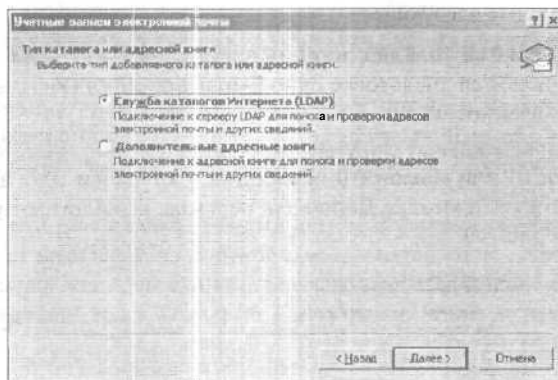 Учетные записи электронной почты
Тип каталога или адресной книги
Выберите тип добавляемого каталога или адресной книги.
Служба каталогов Интернета (LDAP)
Подключение к серверу LDAP для поиска и проверки адресов
электронной почты и других сведений.
Дополнительные адресные книги
Подключение к адресной книге для поиска и проверки адресов
электронной почты и других сведений.
< Назад
Далее >
Отмена